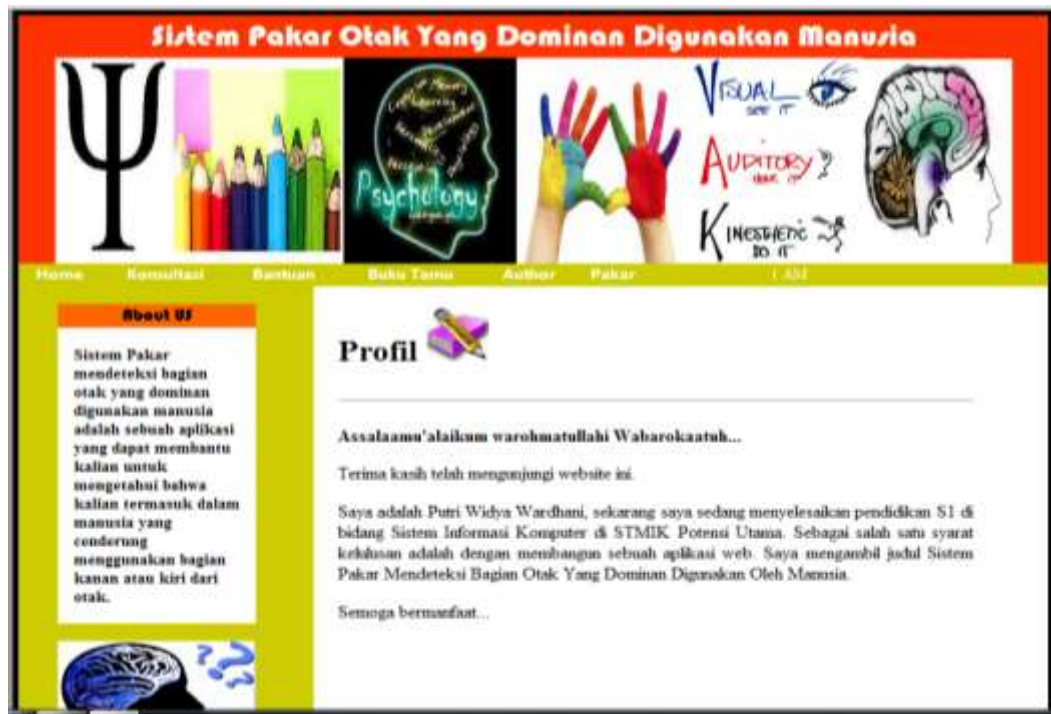 Sistem Pakar Otak Yang Dominan Digunakan Manusia
Psychology
VISUAL
SEE IT
AUDITORY
HEAR IT
KINESTHETIC
DO IT
Home Konsultasi Bantuan Buku Tamu Author Pakar
About US
Sistem Pakar
mendeteksi bagian
otak yang dominan
digunakan manusia
adalah sebuah aplikasi
yang dapat membantu
kalian untuk
mengetahui bahwa
kalian termasuk dalam
manusia yang
cenderung
menggunakan bagian
kanan atau kiri dari
otak.
???
Profil
Assalaamu'alaikum warohmatullahi Wabarokaatuh...
Terima kasih telah mengunjungi website ini.
Saya adalah Putri Widya Wardhani, sekarang saya sedang menyelesaikan pendidikan S1 di
bidang Sistem Informasi Komputer di STMIK Potensi Utama. Sebagai salah satu syarat
kelulusan adalah dengan membangun sebuah aplikasi web. Saya mengambil judul Sistem
Pakar Mendeteksi Bagian Otak Yang Dominan Digunakan Oleh Manusia.
Semoga bermanfaat...